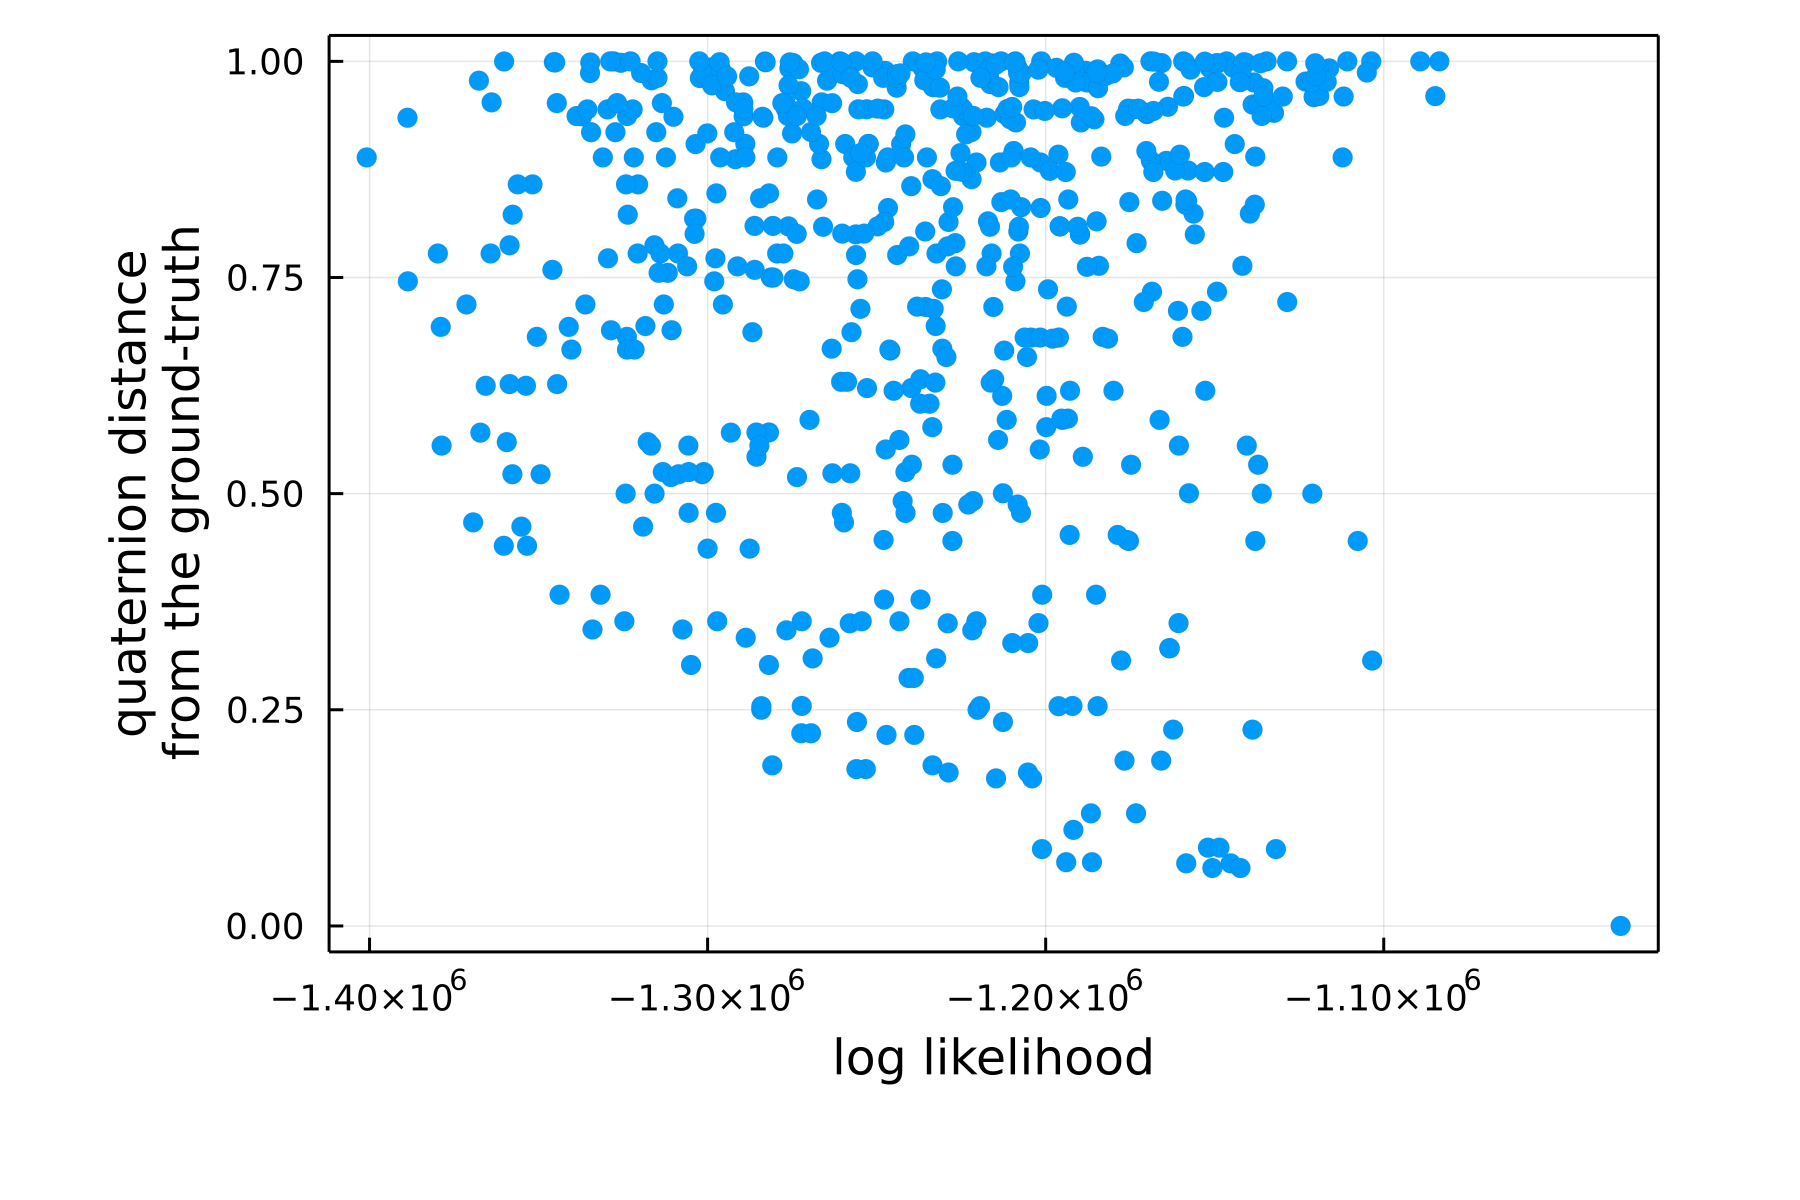 quaternion distance
from the ground-truth
1.00
0.75
0.50
0.25
0.00
−1.40×10⁶ −1.30×10⁶ −1.20×10⁶ −1.10×10⁶
log likelihood